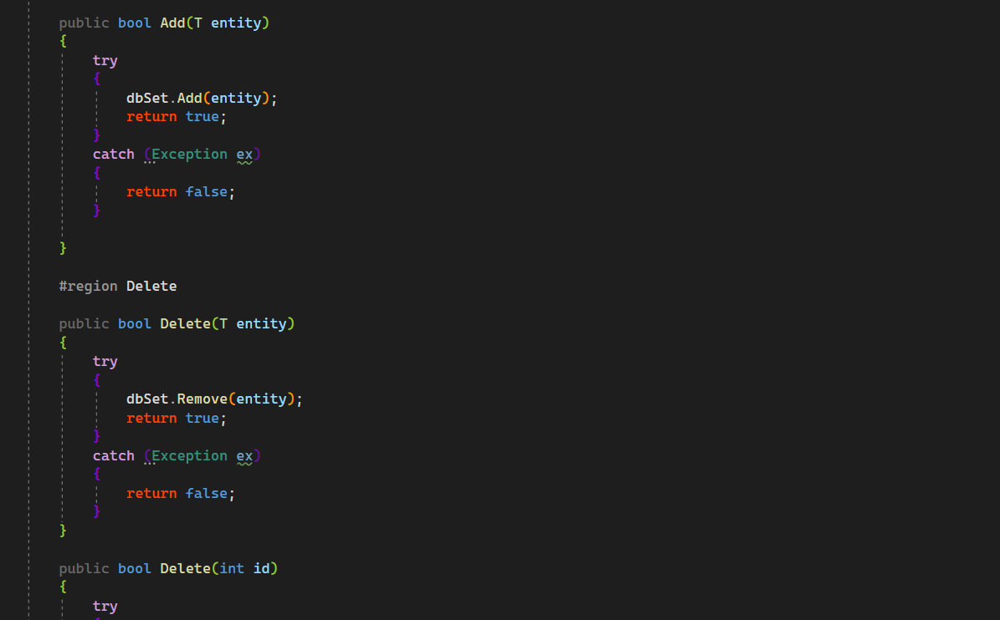 public bool Add(T entity)
{
try
{
dbSet.Add(entity);
return true;
}
catch (Exception ex)
{
return false;
}
}
#region Delete
public bool Delete(T entity)
{
try
{
dbSet.Remove(entity);
return true;
}
catch (Exception ex)
{
return false;
}
}
public bool Delete(int id)
{
try
{